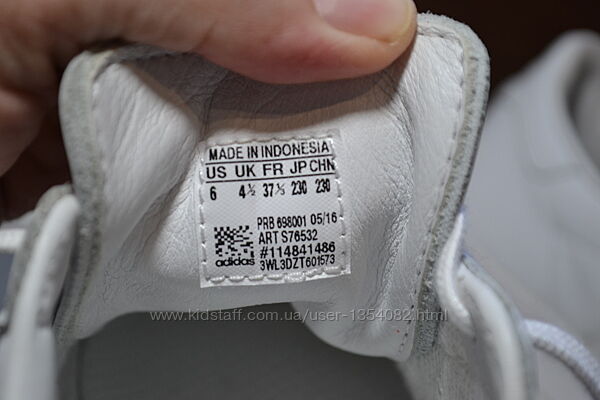 MADE IN INDONESIA
US UK FR JP CHN
6 4½ 37⅓ 230 230
PRB 698001 05/16
ART S76532
adidas #114841486
3WL3DZT601573
www.kidstaff.com.ua/user-1354082.html